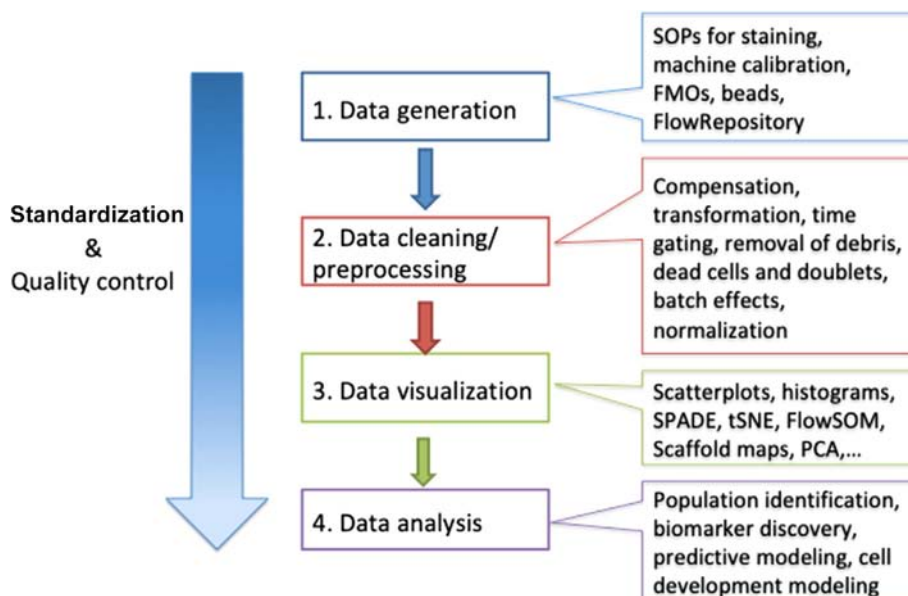 Standardization
&
Quality control
1. Data generation
SOPs for staining,
machine calibration,
FMOs, beads,
FlowRepository
2. Data cleaning/
preprocessing
Compensation,
transformation, time
gating, removal of debris,
dead cells and doublets,
batch effects,
normalization
3. Data visualization
Scatterplots, histograms,
SPADE, tSNE, FlowSOM,
Scaffold maps, PCA,...
4. Data analysis
Population identification,
biomarker discovery,
predictive modeling, cell
development modeling